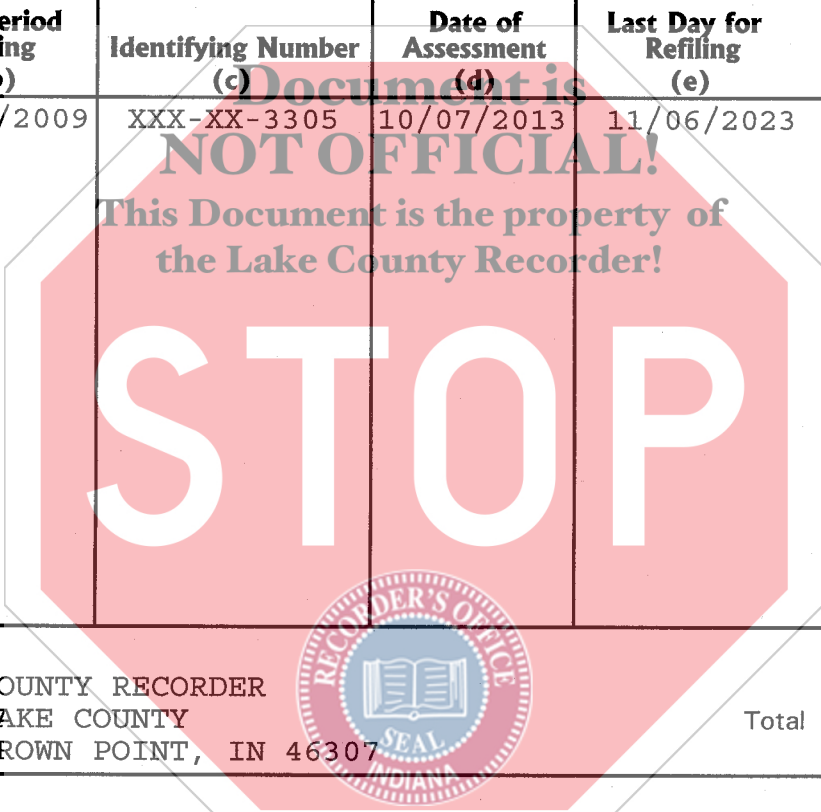 eriod
ing
Identifying Number
(c)
Date of
Assessment
(d)
Last Day for
Refiling
(e)
/2009 XXX-XX-3305 10/07/2013 11/06/2023
Document is
NOT OFFICIAL!
This Document is the property of
the Lake County Recorder!
STOP
RECORDER'S OFFICE
SEAL
INDIANA
OUNTY RECORDER
AKE COUNTY
ROWN POINT, IN 46307
Total